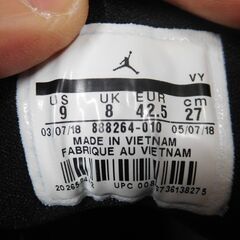 VY
US UK EUR cm
9 8 42.5 27
03/07/18 888264-010 05/07/18
MADE IN VIETNAM
FABRIQUE AU VIETNAM
UPC